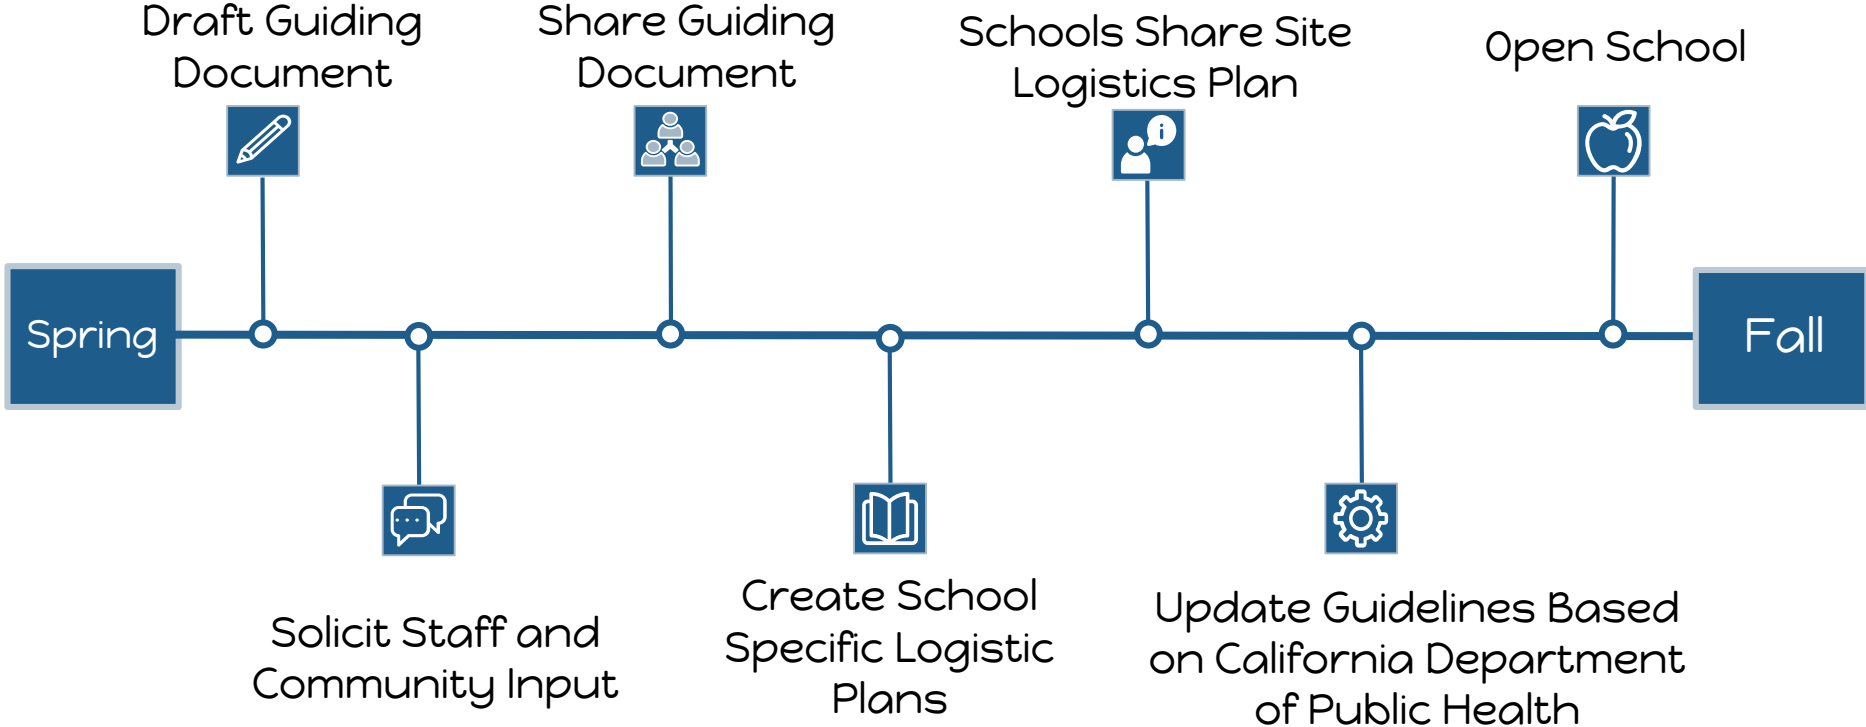 Draft Guiding
Document
Share Guiding
Document
Schools Share Site
Logistics Plan
Open School
Spring
Fall
Solicit Staff and
Community Input
Create School
Specific Logistic
Plans
Update Guidelines Based
on California Department
of Public Health